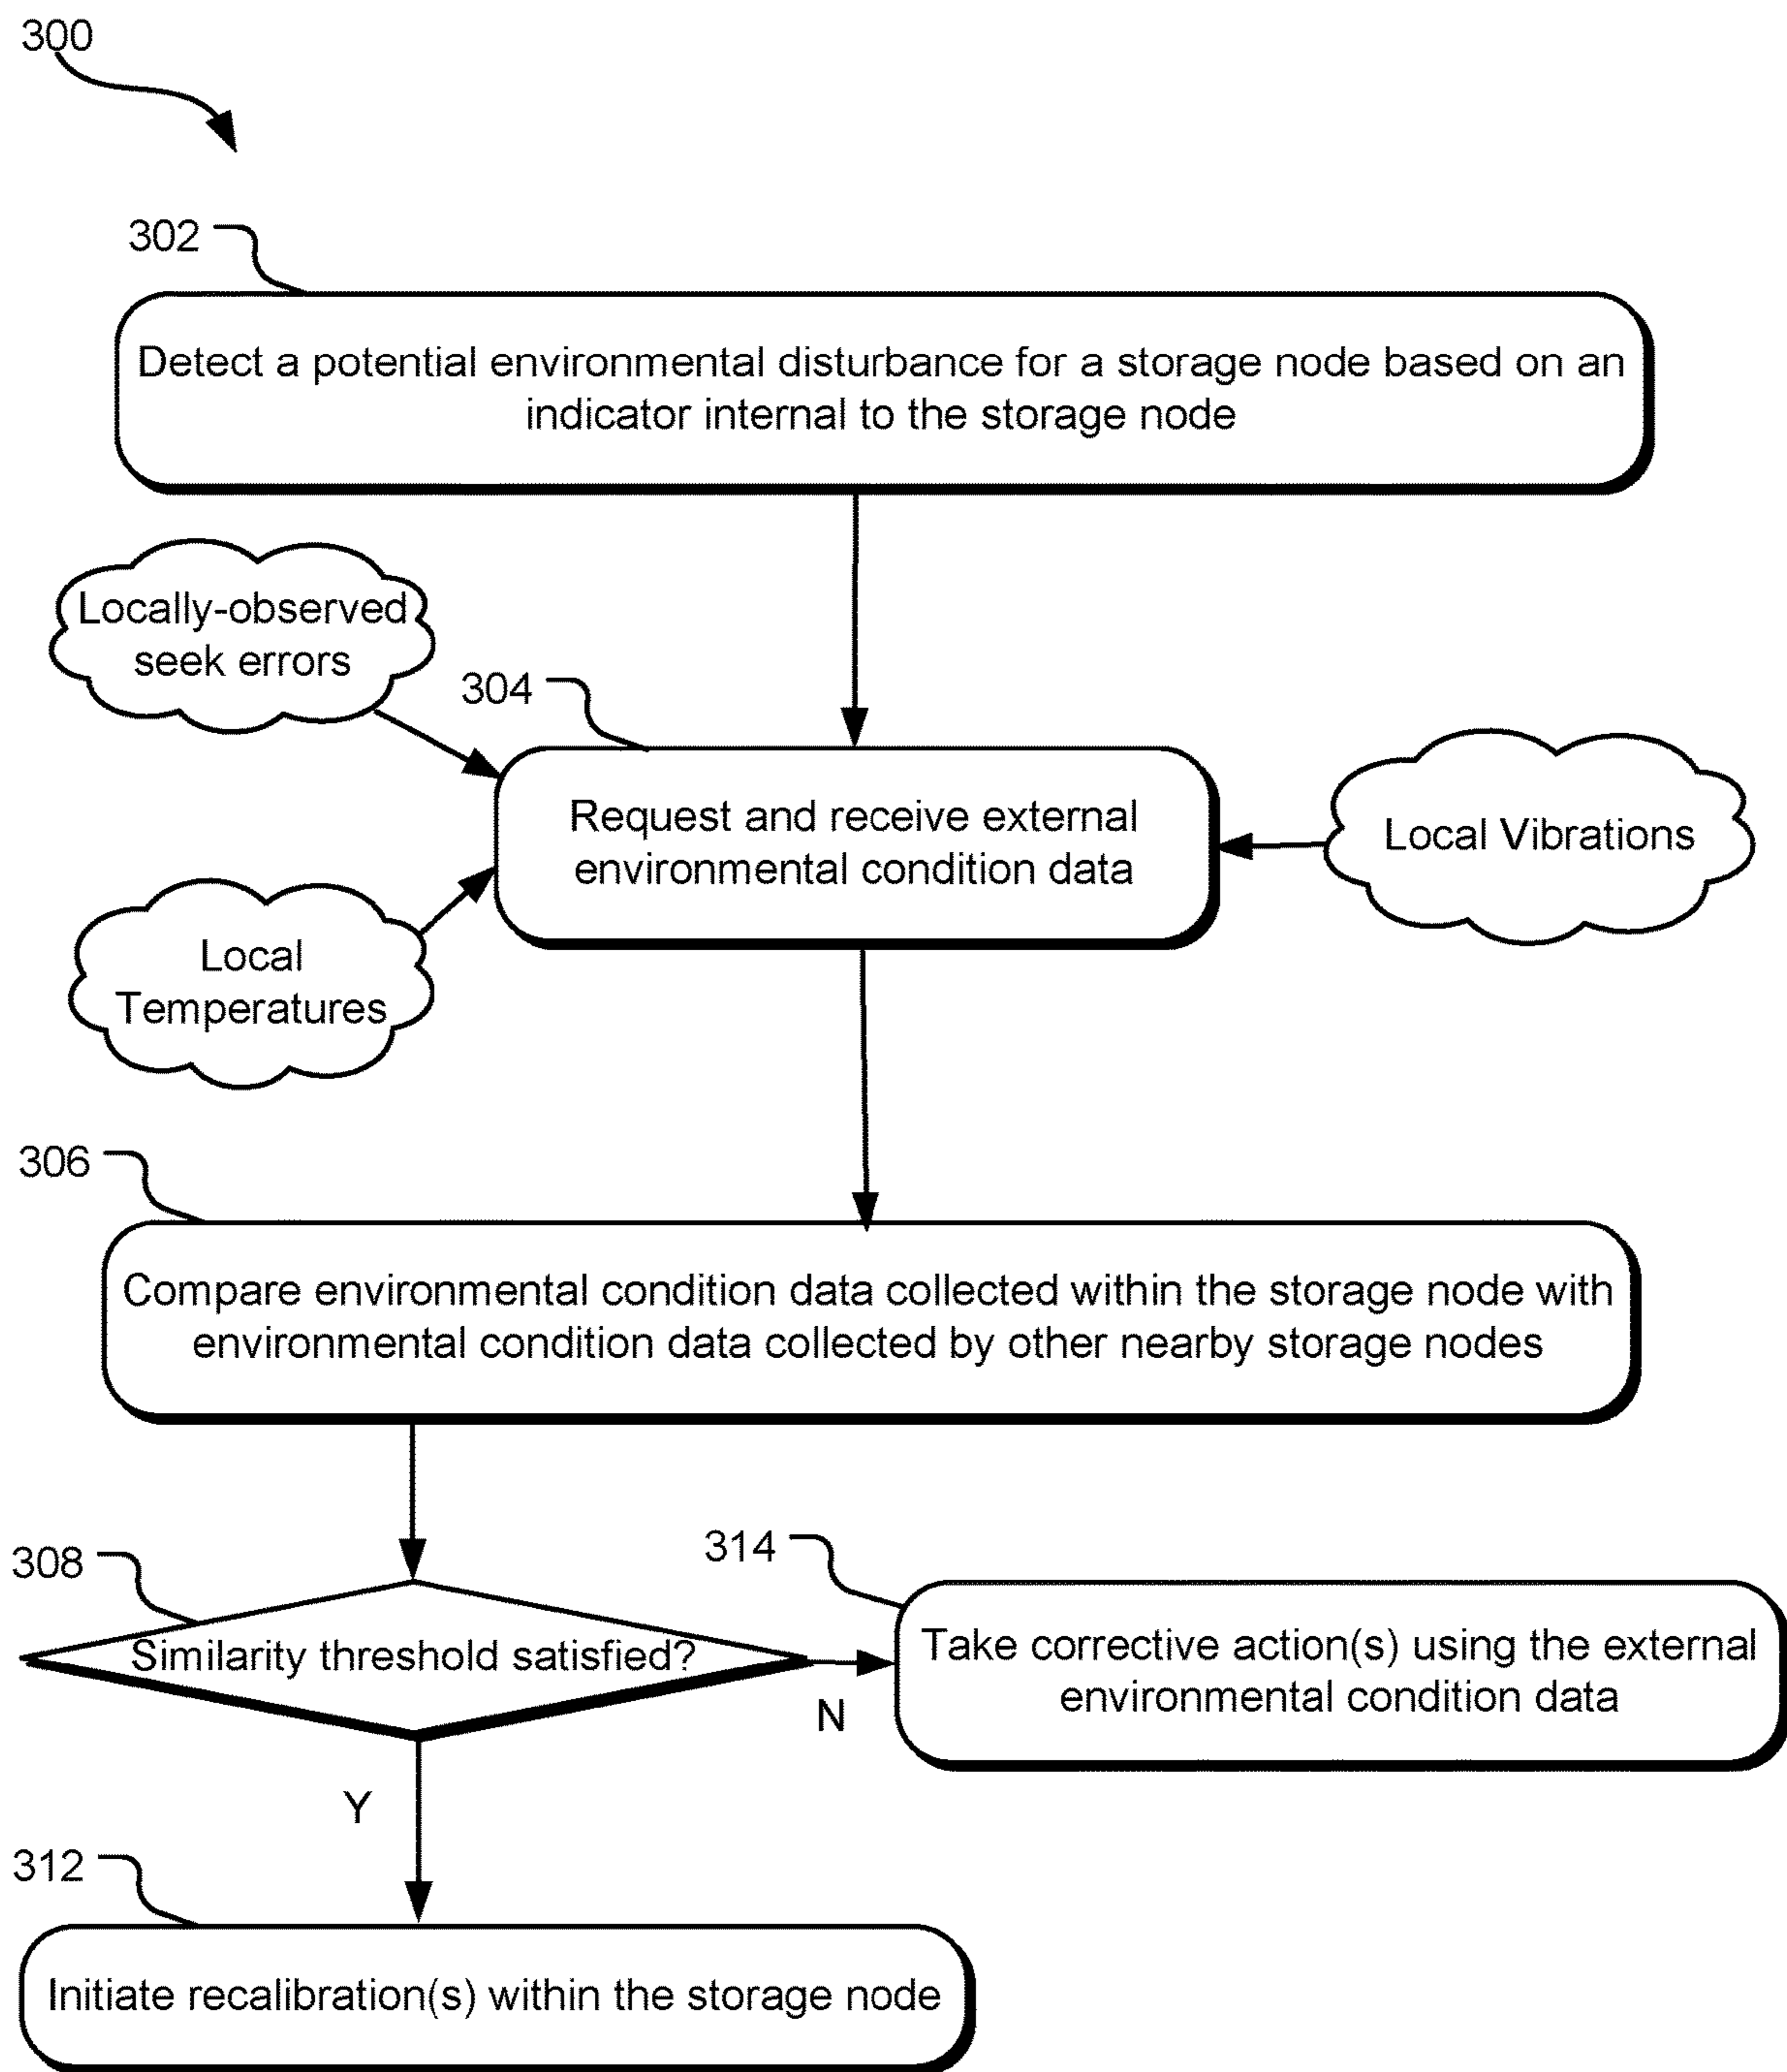 300
302
Detect a potential environmental disturbance for a storage node based on an
indicator internal to the storage node
Locally-observed
seek errors
304
Request and receive external
environmental condition data
Local Vibrations
Local
Temperatures
306
Compare environmental condition data collected within the storage node with
environmental condition data collected by other nearby storage nodes
308
Similarity threshold satisfied?
N
314
Take corrective action(s) using the external
environmental condition data
Y
312
Initiate recalibration(s) within the storage node